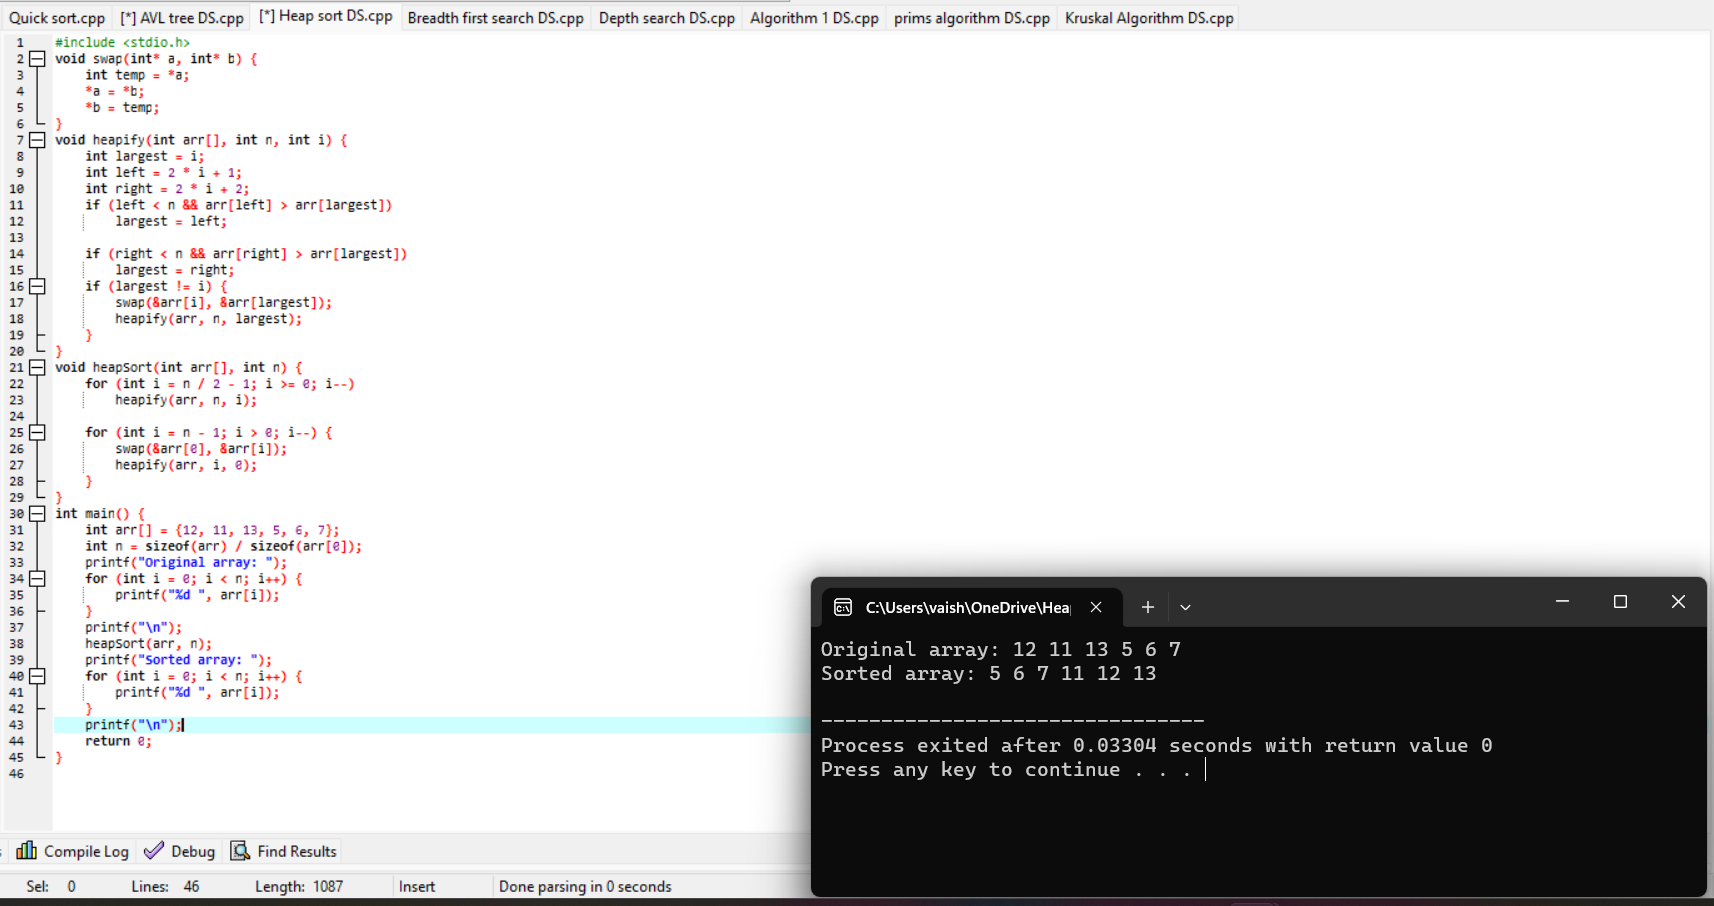 Quick sort.cpp [*] AVL tree DS.cpp [*] Heap sort DS.cpp Breadth first search DS.cpp Depth search DS.cpp Algorithm 1 DS.cpp prims algorithm DS.cpp Kruskal Algorithm DS.cpp
1 #include <stdio.h>
2 void swap(int* a, int* b) {
3 int temp = *a;
4 *a = *b;
5 *b = temp;
6 }
7 void heapify(int arr[], int n, int i) {
8 int largest = i;
9 int left = 2 * i + 1;
10 int right = 2 * i + 2;
11 if (left < n && arr[left] > arr[largest])
12 largest = left;
13
14 if (right < n && arr[right] > arr[largest])
15 largest = right;
16 if (largest != i) {
17 swap(&arr[i], &arr[largest]);
18 heapify(arr, n, largest);
19 }
20 }
21 void heapSort(int arr[], int n) {
22 for (int i = n / 2 - 1; i >= 0; i--)
23 heapify(arr, n, i);
24
25 for (int i = n - 1; i > 0; i--) {
26 swap(&arr[0], &arr[i]);
27 heapify(arr, i, 0);
28 }
29 }
30 int main() {
31 int arr[] = {12, 11, 13, 5, 6, 7};
32 int n = sizeof(arr) / sizeof(arr[0]);
33 printf("Original array: ");
34 for (int i = 0; i < n; i++) {
35 printf("%d ", arr[i]);
36 }
37 printf("\n");
38 heapSort(arr, n);
39 printf("Sorted array: ");
40 for (int i = 0; i < n; i++) {
41 printf("%d ", arr[i]);
42 }
43 printf("\n");
44 return 0;
45 }
46
C:\Users\vaish\OneDrive\Hea
Original array: 12 11 13 5 6 7
Sorted array: 5 6 7 11 12 13
--------------------------------
Process exited after 0.03304 seconds with return value 0
Press any key to continue . . .
Compile Log Debug Find Results
Sel: 0 Lines: 46 Length: 1087 Insert Done parsing in 0 seconds